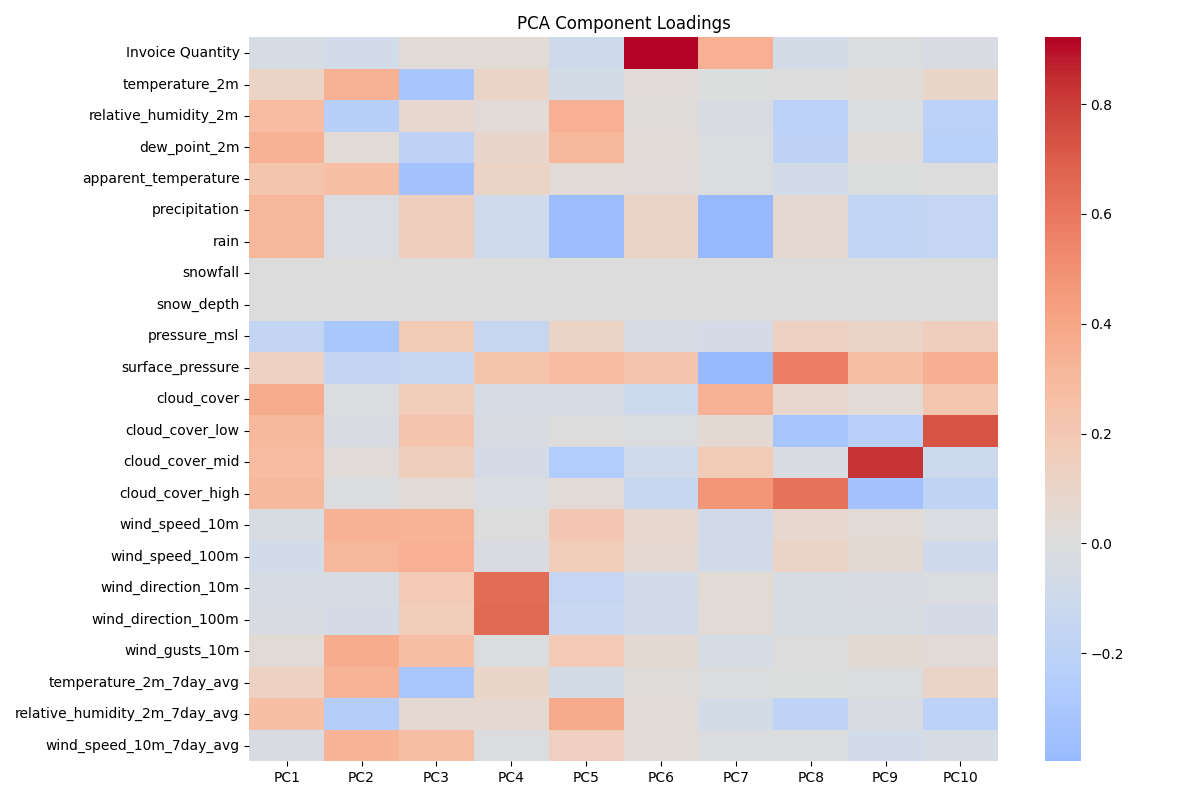 PCA Component Loadings
Invoice Quantity
temperature_2m
relative_humidity_2m
dew_point_2m
apparent_temperature
precipitation
rain
snowfall
snow_depth
pressure_msl
surface_pressure
cloud_cover
cloud_cover_low
cloud_cover_mid
cloud_cover_high
wind_speed_10m
wind_speed_100m
wind_direction_10m
wind_direction_100m
wind_gusts_10m
temperature_2m_7day_avg
relative_humidity_2m_7day_avg
wind_speed_10m_7day_avg
PC1 PC2 PC3 PC4 PC5 PC6 PC7 PC8 PC9 PC10
0.8
0.6
0.4
0.2
0.0
−0.2